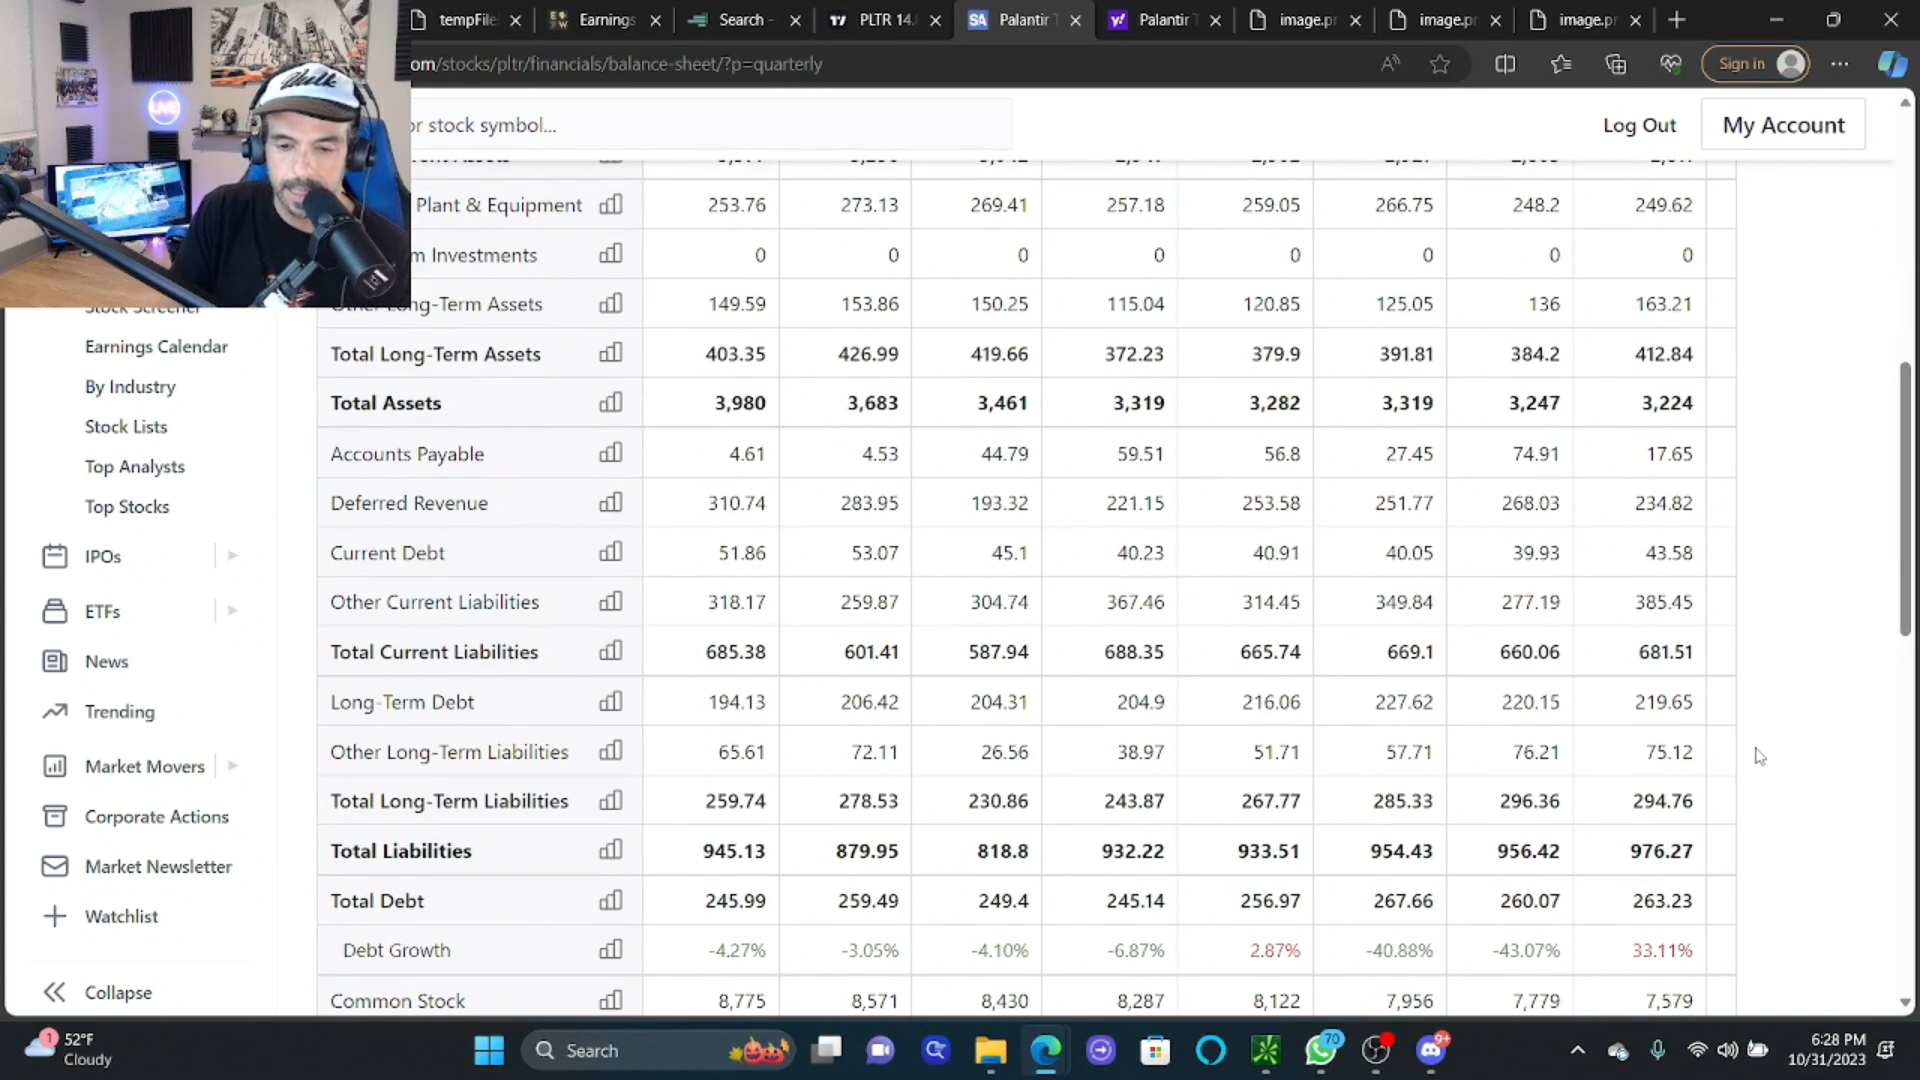 tempFile
Earnings
Search -
PLTR 14.
Palantir T
Palantir T
image.pr
image.pr
image.pr
om/stocks/pltr/financials/balance-sheet/?p=quarterly
Sign in
or stock symbol...
Log Out
My Account
LIVE
Plant & Equipment 253.76 273.13 269.41 257.18 259.05 266.75 248.2 249.62
m Investments 0 0 0 0 0 0 0 0
Other Long-Term Assets 149.59 153.86 150.25 115.04 120.85 125.05 136 163.21
Total Long-Term Assets 403.35 426.99 419.66 372.23 379.9 391.81 384.2 412.84
Total Assets 3,980 3,683 3,461 3,319 3,282 3,319 3,247 3,224
Accounts Payable 4.61 4.53 44.79 59.51 56.8 27.45 74.91 17.65
Deferred Revenue 310.74 283.95 193.32 221.15 253.58 251.77 268.03 234.82
Current Debt 51.86 53.07 45.1 40.23 40.91 40.05 39.93 43.58
Other Current Liabilities 318.17 259.87 304.74 367.46 314.45 349.84 277.19 385.45
Total Current Liabilities 685.38 601.41 587.94 688.35 665.74 669.1 660.06 681.51
Long-Term Debt 194.13 206.42 204.31 204.9 216.06 227.62 220.15 219.65
Other Long-Term Liabilities 65.61 72.11 26.56 38.97 51.71 57.71 76.21 75.12
Total Long-Term Liabilities 259.74 278.53 230.86 243.87 267.77 285.33 296.36 294.76
Total Liabilities 945.13 879.95 818.8 932.22 933.51 954.43 956.42 976.27
Total Debt 245.99 259.49 249.4 245.14 256.97 267.66 260.07 263.23
Debt Growth -4.27% -3.05% -4.10% -6.87% 2.87% -40.88% -43.07% 33.11%
Common Stock 8,775 8,571 8,430 8,287 8,122 7,956 7,779 7,579
Stock Screener
Earnings Calendar
By Industry
Stock Lists
Top Analysts
Top Stocks
IPOs
ETFs
News
Trending
Market Movers
Corporate Actions
Market Newsletter
Watchlist
Collapse
1
52°F
Cloudy
Search
70
9+
6:28 PM
10/31/2023